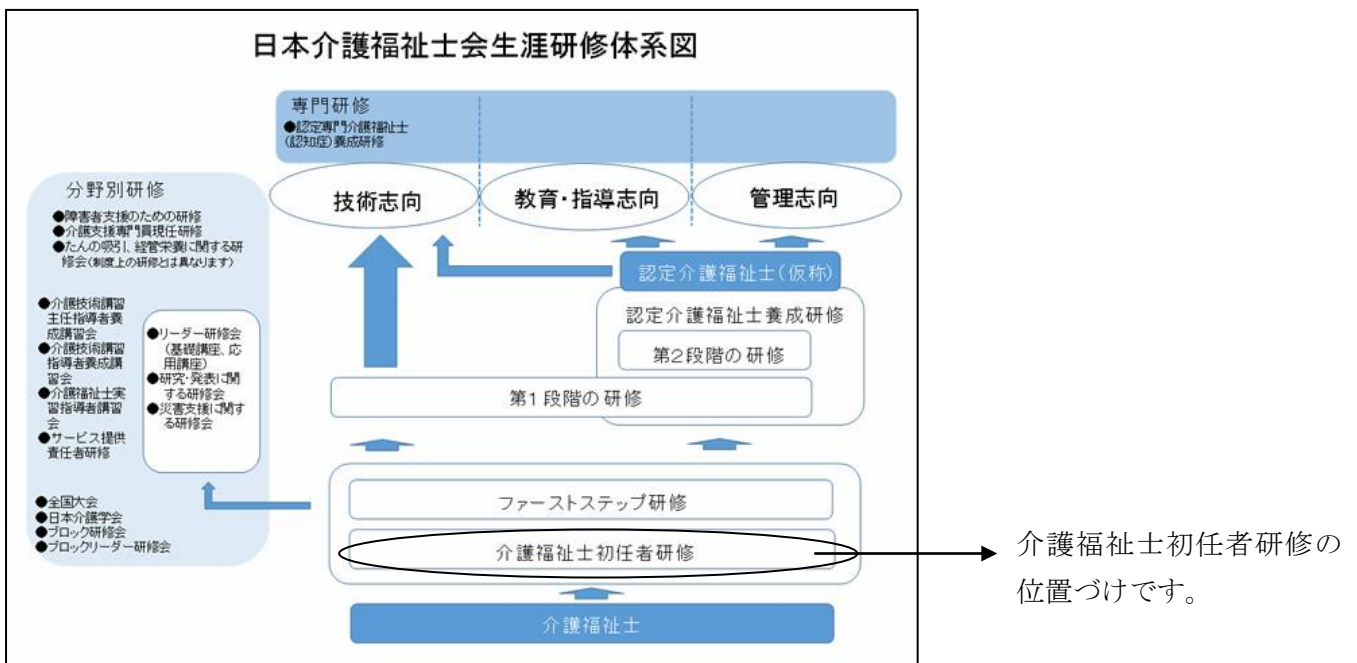 日本介護福祉士会生涯研修体系図
専門研修
●認定専門介護福祉士
(認知症)養成研修
技術志向
教育・指導志向
管理志向
分野別研修
●障害者支援のための研修
●介護支援専門員現任研修
●たんの吸引、経管栄養に関する研
修会(制度上の研修とは異なります)
●介護技術講習
主任指導者養
成講習会
●介護技術講習
指導者養成講
習会
●介護福祉士実
習指導者講習
会
●サービス提供
責任者研修
●リーダー研修会
(基礎講座、応
用講座)
●研究・発表に関
する研修会
●災害支援に関す
る研修会
●全国大会
●日本介護学会
●ブロック研修会
●ブロックリーダー研修会
認定介護福祉士(仮称)
認定介護福祉士養成研修
第2段階の研修
第1段階の研修
ファーストステップ研修
介護福祉士初任者研修
介護福祉士
介護福祉士初任者研修の
位置づけです。